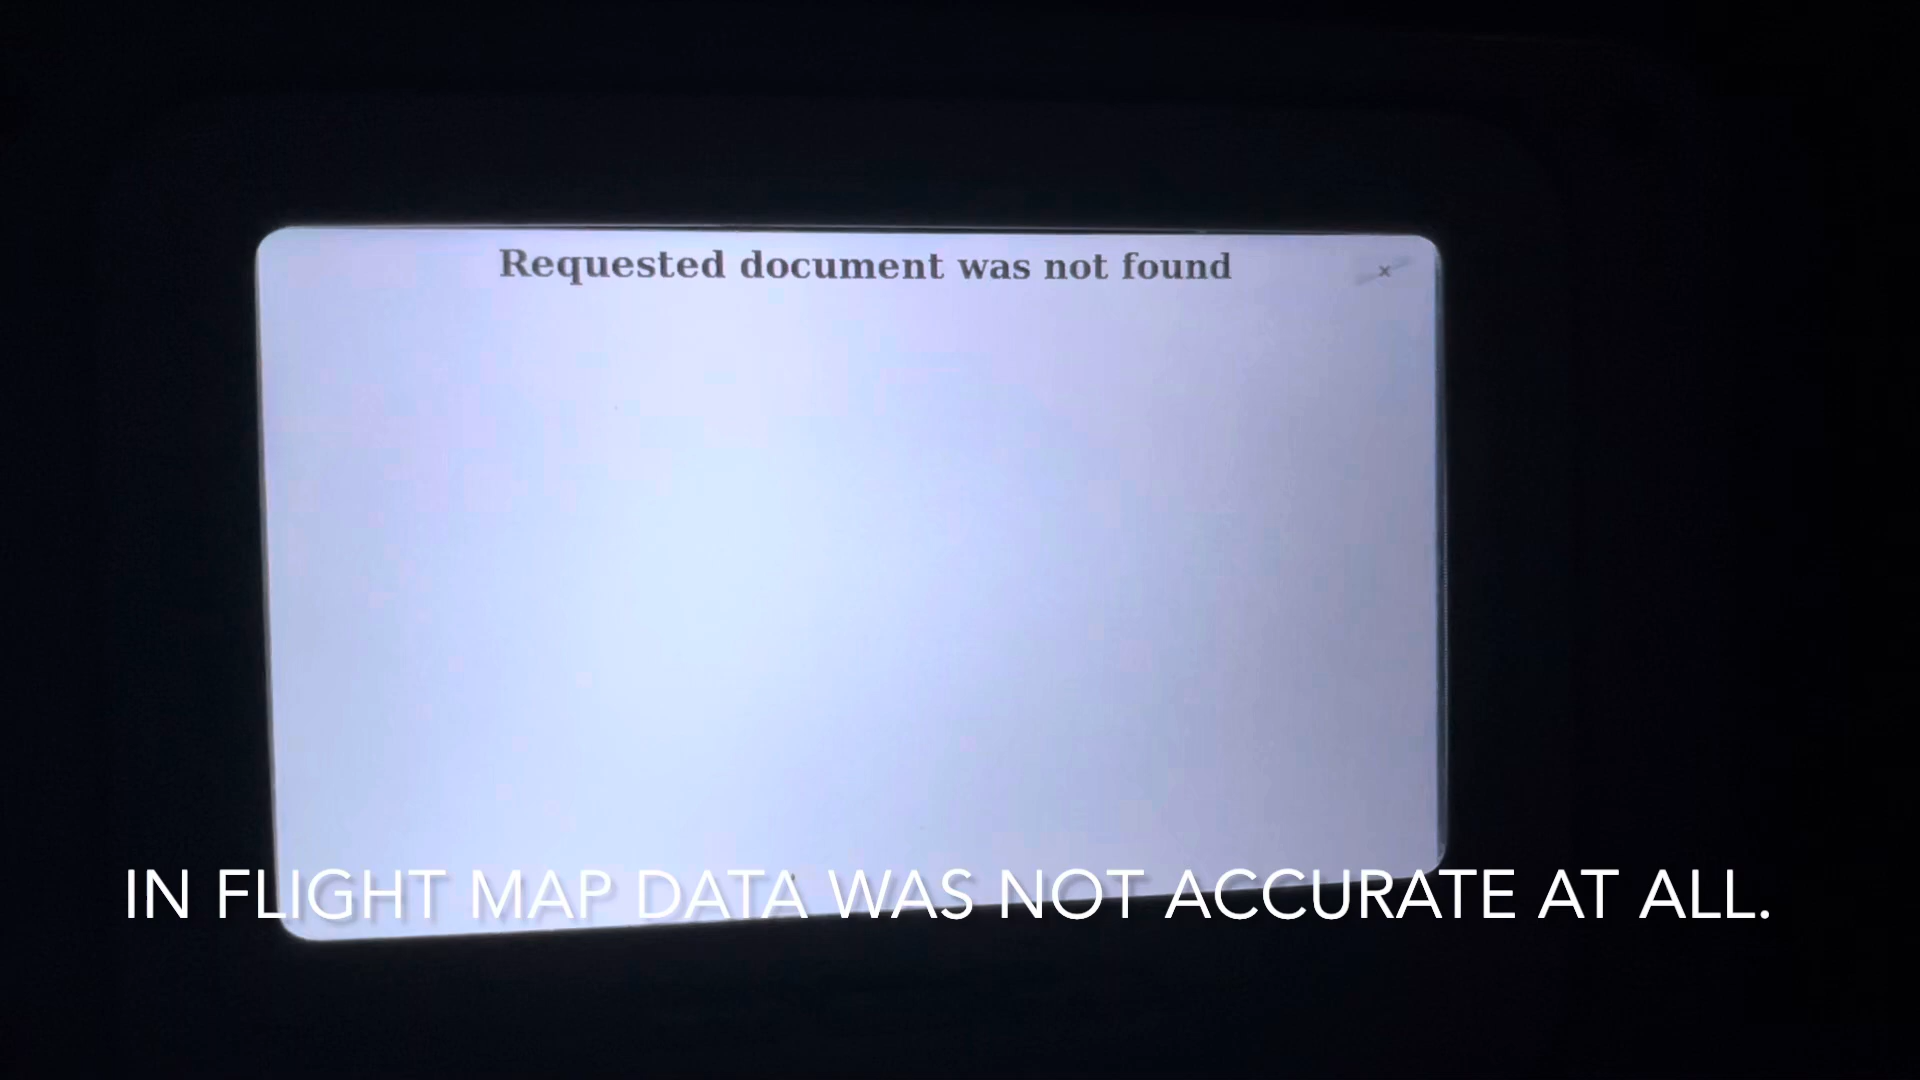 Requested document was not found
x
IN FLIGHT MAP DATA WAS NOT ACCURATE AT ALL.